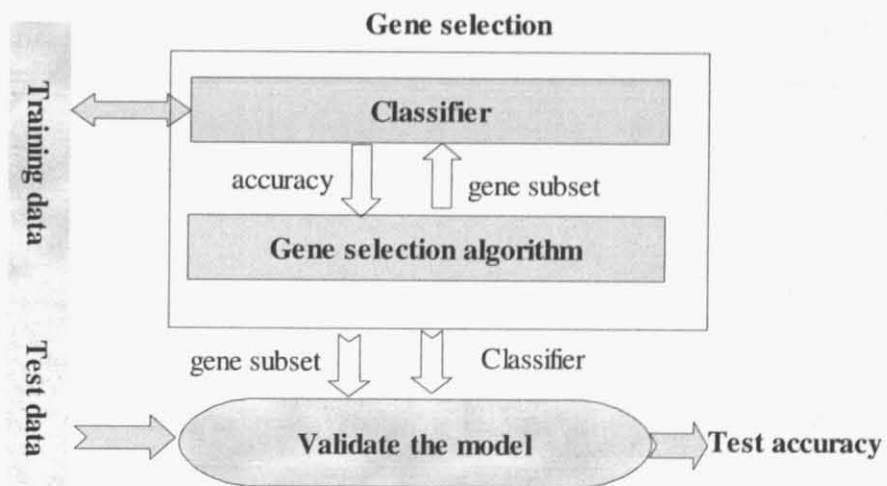 Gene selection
Training data
Classifier
accuracy
gene subset
Gene selection algorithm
gene subset
Classifier
Test data
Validate the model
Test accuracy